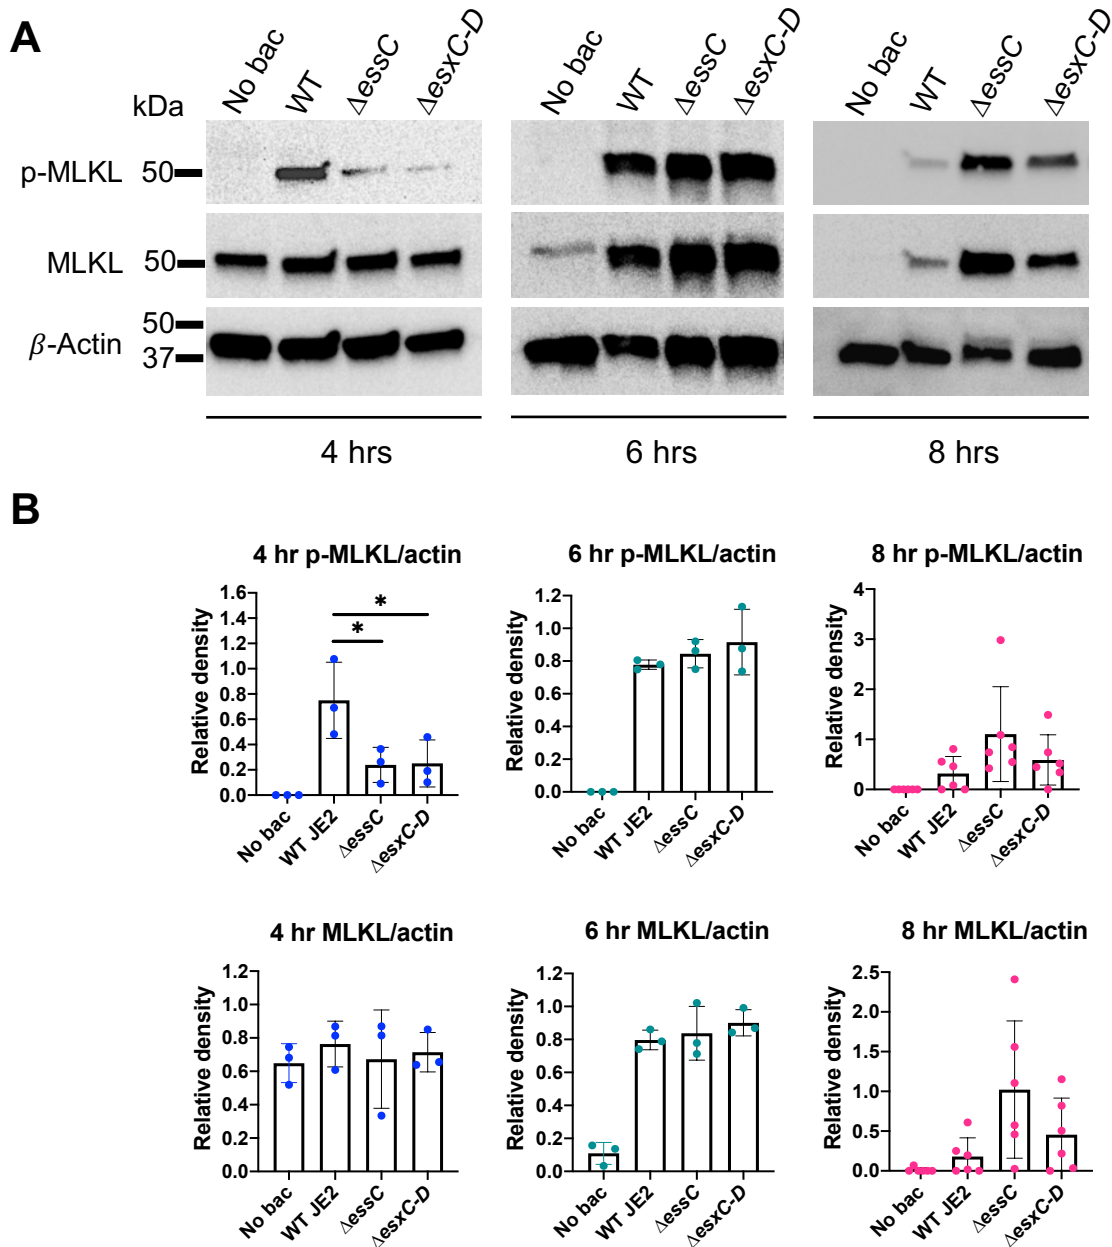 A
No bac WT ΔessC ΔesxC-D No bac WT ΔessC ΔesxC-D No bac WT ΔessC ΔesxC-D
kDa
p-MLKL 50
MLKL 50
50
β-Actin
37
4 hrs 6 hrs 8 hrs
B
4 hr p-MLKL/actin
Relative density
1.6
1.4
1.2
1.0
0.8
0.6
0.4
0.2
0.0
*
*
No bac WT JE2 ΔessC ΔesxC-D
6 hr p-MLKL/actin
Relative density
1.2
1.0
0.8
0.6
0.4
0.2
0.0
No bac WT JE2 ΔessC ΔesxC-D
8 hr p-MLKL/actin
Relative density
4
3
2
1
0
No bac WT JE2 ΔessC ΔesxC-D
4 hr MLKL/actin
Relative density
1.2
1.0
0.8
0.6
0.4
0.2
0.0
No bac WT JE2 ΔessC ΔesxC-D
6 hr MLKL/actin
Relative density
1.2
1.0
0.8
0.6
0.4
0.2
0.0
No bac WT JE2 ΔessC ΔesxC-D
8 hr MLKL/actin
Relative density
2.5
2.0
1.5
1.0
0.5
0.0
No bac WT JE2 ΔessC ΔesxC-D